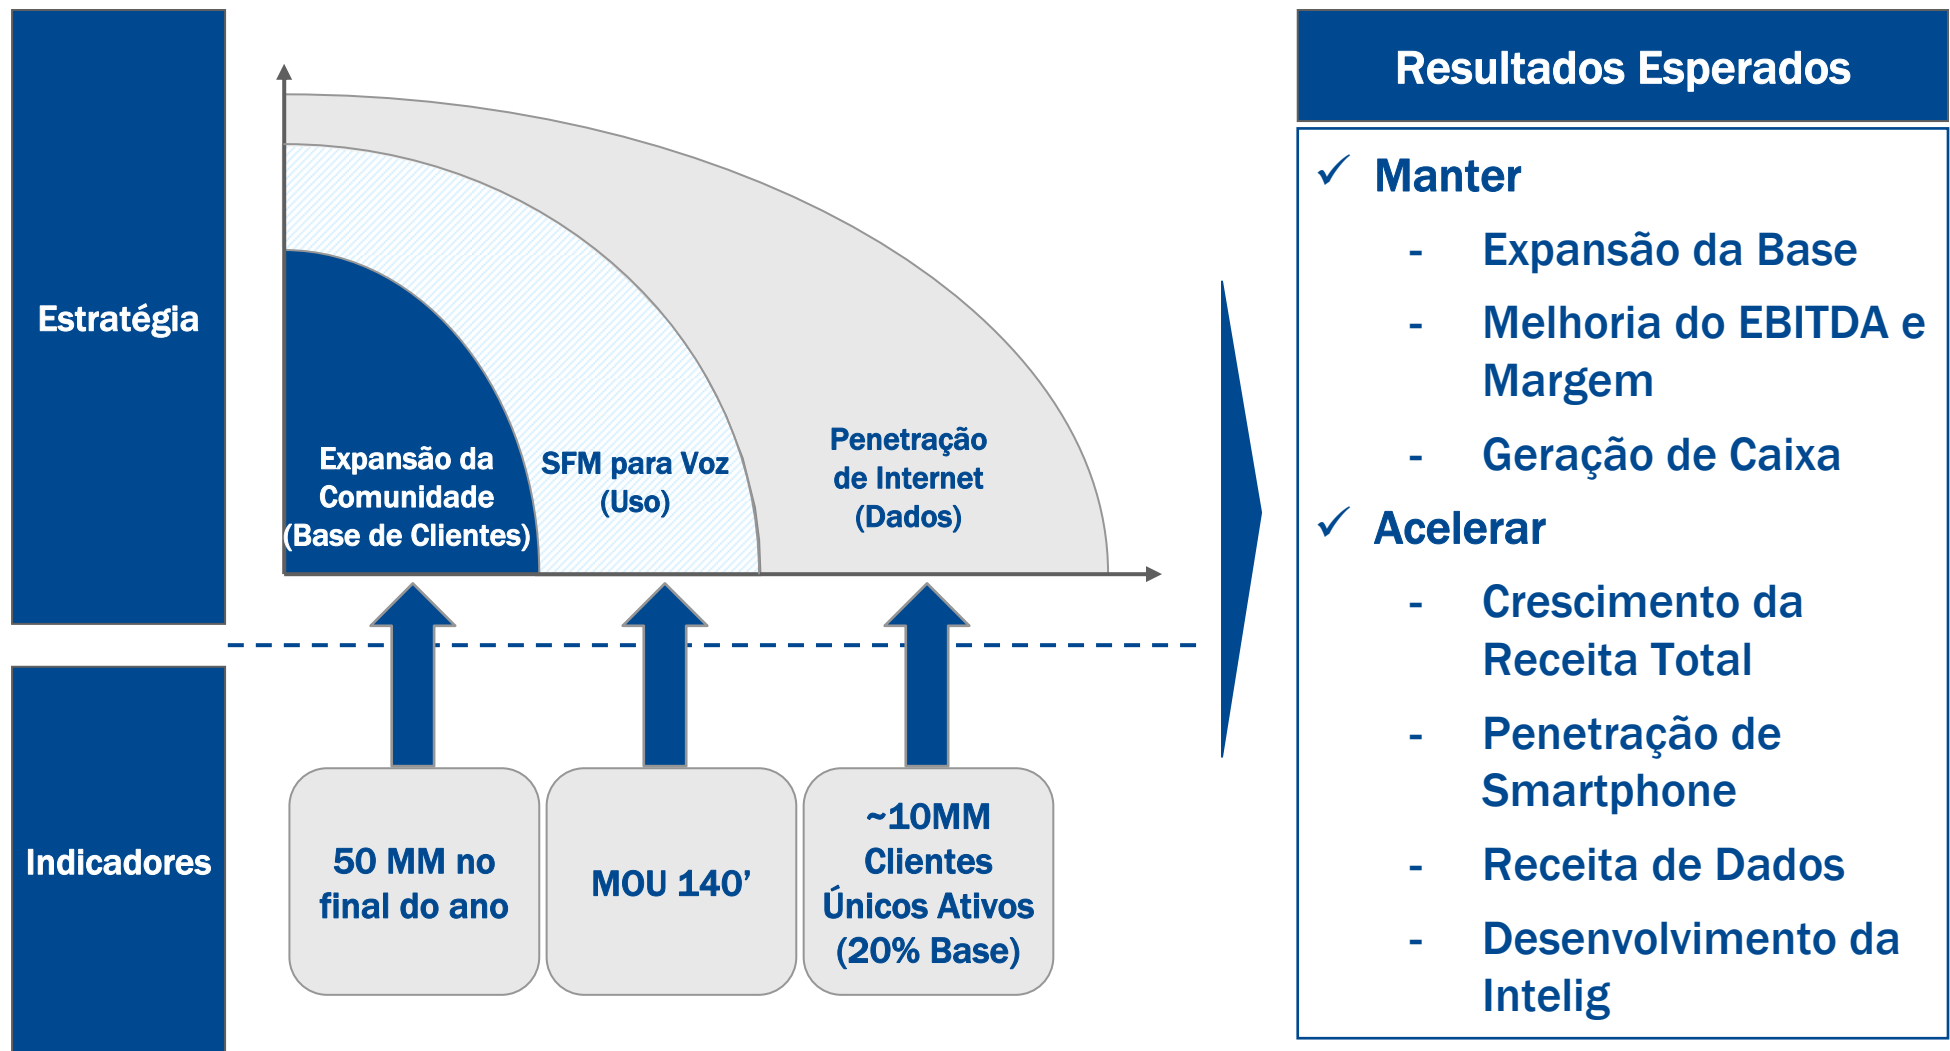 Estratégia
Expansão da
Comunidade
(Base de Clientes)
SFM para Voz
(Uso)
Penetração
de Internet
(Dados)
Indicadores
50 MM no
final do ano
MOU 140’
~10MM
Clientes
Únicos Ativos
(20% Base)
Resultados Esperados
✓ Manter
- Expansão da Base
- Melhoria do EBITDA e
Margem
- Geração de Caixa
✓ Acelerar
- Crescimento da
Receita Total
- Penetração de
Smartphone
- Receita de Dados
- Desenvolvimento da
Intelig